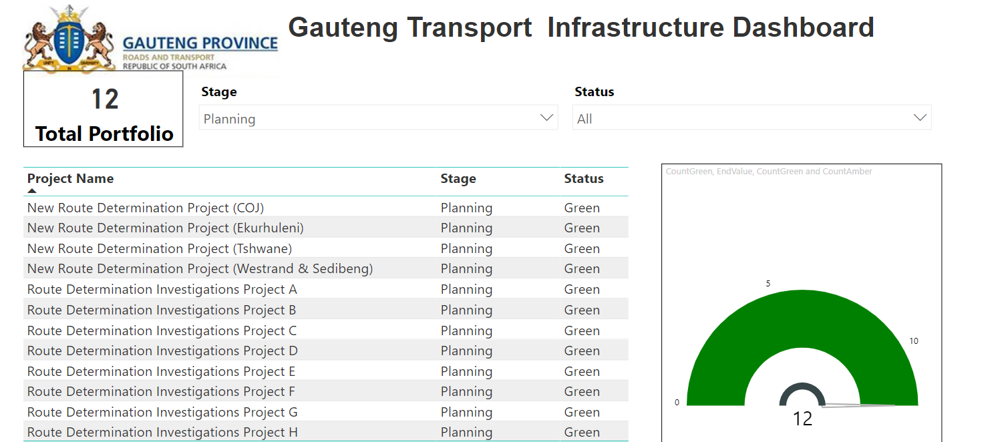 Gauteng Transport  Infrastructure Dashboard
GAUTENG PROVINCE
ROADS AND TRANSPORT
REPUBLIC OF SOUTH AFRICA
12
Total Portfolio
Stage
Planning
Status
All
Project Name Stage Status
New Route Determination Project (COJ) Planning Green
New Route Determination Project (Ekurhuleni) Planning Green
New Route Determination Project (Tshwane) Planning Green
New Route Determination Project (Westrand & Sedibeng) Planning Green
Route Determination Investigations Project A Planning Green
Route Determination Investigations Project B Planning Green
Route Determination Investigations Project C Planning Green
Route Determination Investigations Project D Planning Green
Route Determination Investigations Project E Planning Green
Route Determination Investigations Project F Planning Green
Route Determination Investigations Project G Planning Green
Route Determination Investigations Project H Planning Green
CountGreen, EndValue, CountGreen and CountAmber
5
10
0
12